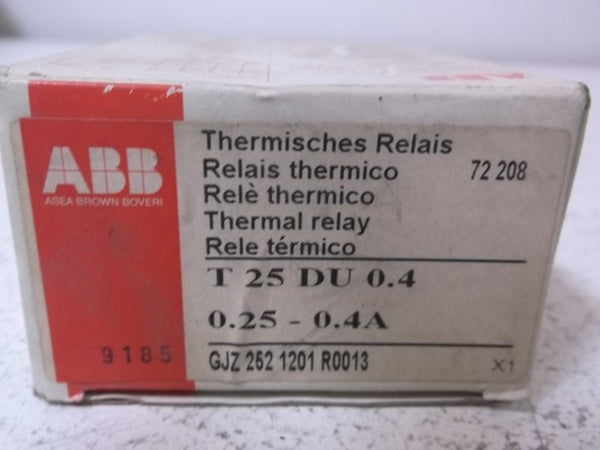 ABB
ASEA BROWN BOVERI
Thermisches Relais
Relais thermico 72 208
Relè thermico
Thermal relay
Rele térmico
T 25 DU 0.4
0.25 - 0.4A
9185
GJZ 252 1201 R0013
X1
ABB